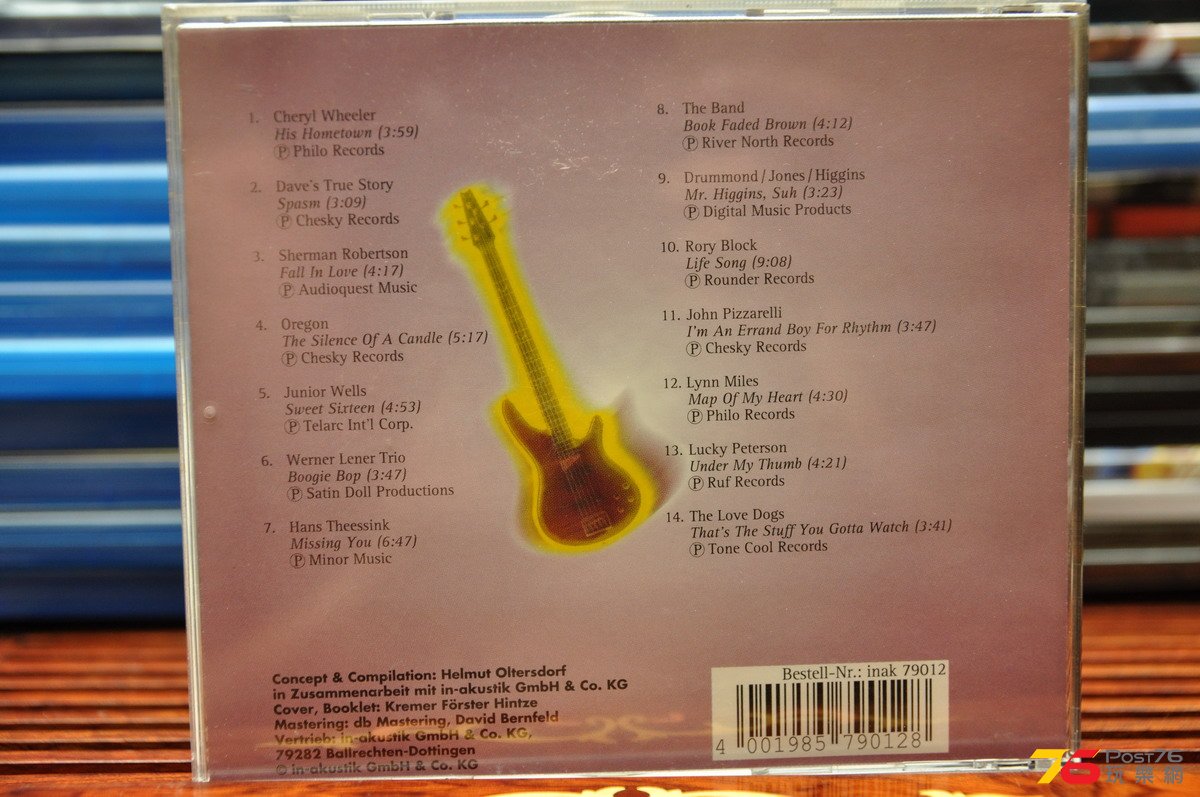 1. Cheryl Wheeler
His Hometown (3:59)
Ⓟ Philo Records
2. Dave's True Story
Spasm (3:09)
Ⓟ Chesky Records
3. Sherman Robertson
Fall In Love (4:17)
Ⓟ Audioquest Music
4. Oregon
The Silence Of A Candle (5:17)
Ⓟ Chesky Records
5. Junior Wells
Sweet Sixteen (4:53)
Ⓟ Telarc Int'l Corp.
6. Werner Lener Trio
Boogie Bop (3:47)
Ⓟ Satin Doll Productions
7. Hans Theessink
Missing You (6:47)
Ⓟ Minor Music
8. The Band
Book Faded Brown (4:12)
Ⓟ River North Records
9. Drummond/Jones/Higgins
Mr. Higgins, Suh (3:23)
Ⓟ Digital Music Products
10. Rory Block
Life Song (9:08)
Ⓟ Rounder Records
11. John Pizzarelli
I'm An Errand Boy For Rhythm (3:47)
Ⓟ Chesky Records
12. Lynn Miles
Map Of My Heart (4:30)
Ⓟ Philo Records
13. Lucky Peterson
Under My Thumb (4:21)
Ⓟ Ruf Records
14. The Love Dogs
That's The Stuff You Gotta Watch (3:41)
Ⓟ Tone Cool Records
Concept & Compilation: Helmut Oltersdorf
in Zusammenarbeit mit in-akustik GmbH & Co. KG
Cover, Booklet: Kremer Förster Hintze
Mastering: db Mastering, David Bernfeld
Vertrieb: in-akustik GmbH & Co. KG,
79282 Ballrechten-Dottingen
© in-akustik GmbH & Co. KG
Bestell-Nr.: inak 79012
4 001985 790128
76 POST76
玩樂網